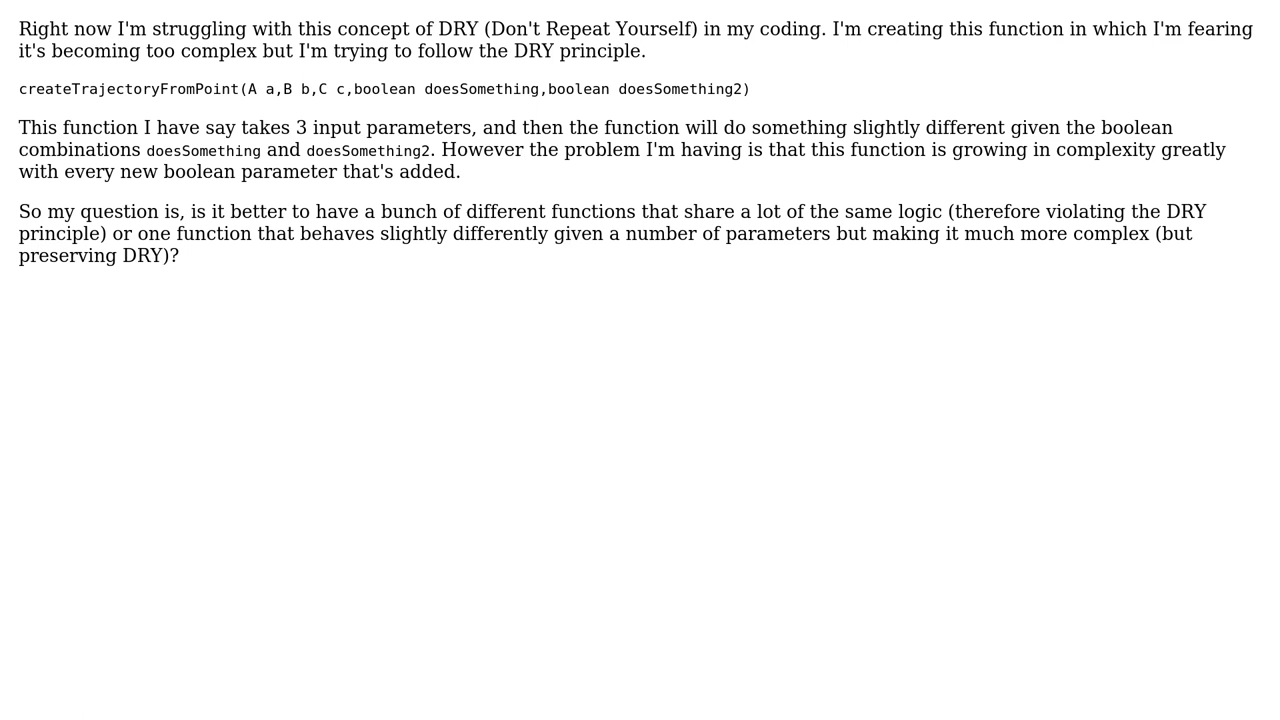 Right now I'm struggling with this concept of DRY (Don't Repeat Yourself) in my coding. I'm creating this function in which I'm fearing
it's becoming too complex but I'm trying to follow the DRY principle.
createTrajectoryFromPoint(A a,B b,C c,boolean doesSomething,boolean doesSomething2)
This function I have say takes 3 input parameters, and then the function will do something slightly different given the boolean
combinations doesSomething and doesSomething2. However the problem I'm having is that this function is growing in complexity greatly
with every new boolean parameter that's added.
So my question is, is it better to have a bunch of different functions that share a lot of the same logic (therefore violating the DRY
principle) or one function that behaves slightly differently given a number of parameters but making it much more complex (but
preserving DRY)?